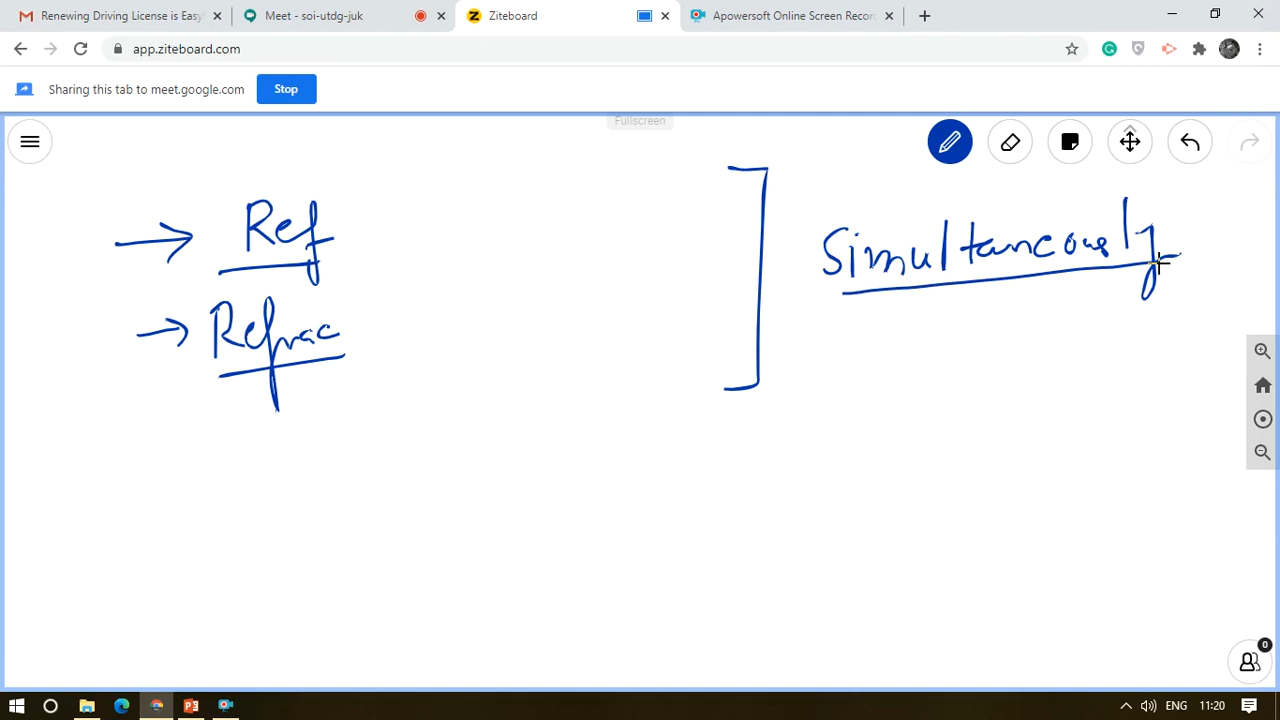 Renewing Driving License is Easy
Meet - soi-utdg-juk
Ziteboard
Apowersoft Online Screen Recor
app.ziteboard.com
Sharing this tab to meet.google.com
Stop
Fullscreen
→ Ref
→ Refrac
Simultaneously
0
ENG
11:20